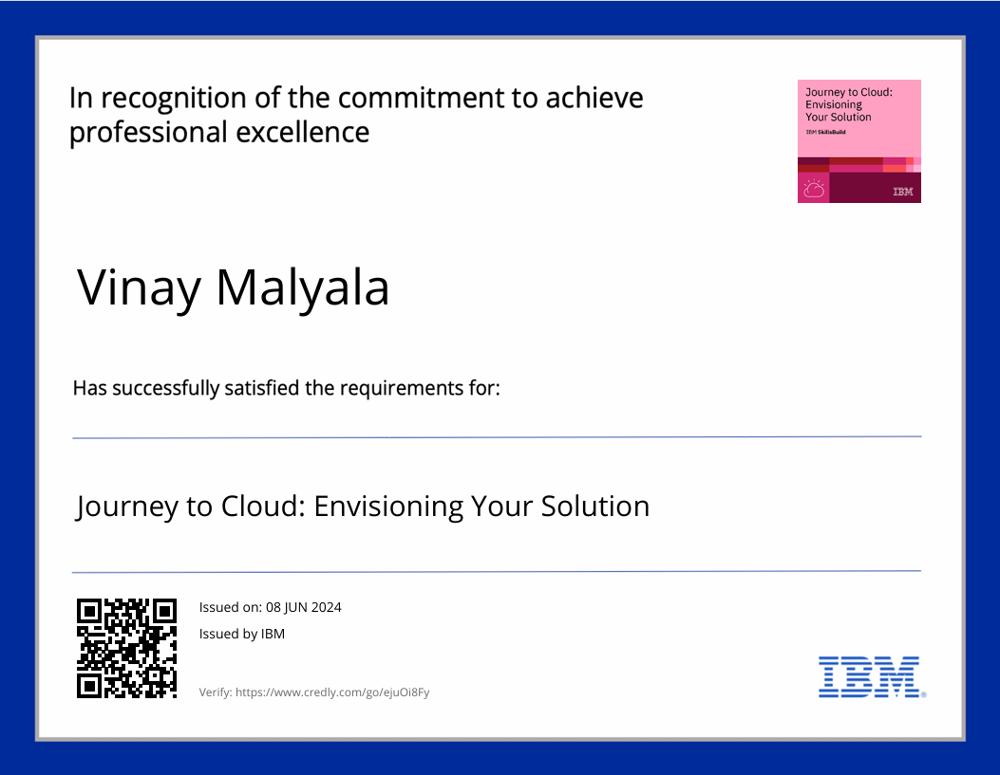 In recognition of the commitment to achieve
professional excellence
Journey to Cloud:
Envisioning
Your Solution
IBM SkillsBuild
IBM
Vinay Malyala
Has successfully satisfied the requirements for:
Journey to Cloud: Envisioning Your Solution
Issued on: 08 JUN 2024
Issued by IBM
Verify: https://www.credly.com/go/ejuOi8Fy
IBM®